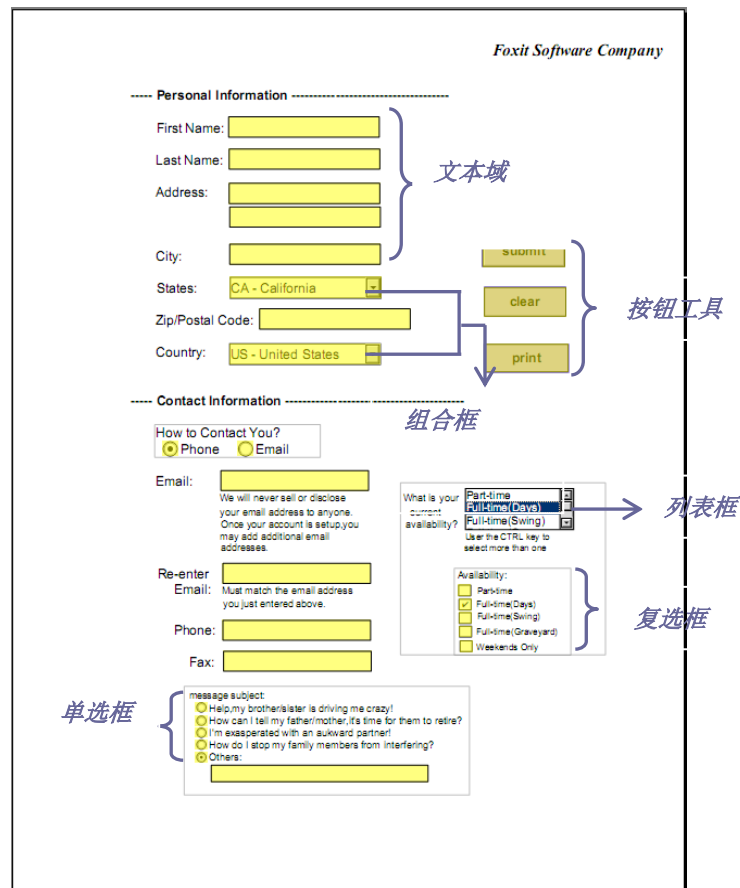 Foxit Software Company
----- Personal Information -----------------------------------
First Name:
Last Name:
文本域
Address:
City:
submit
States: CA - California
clear
按钮工具
Zip/Postal Code:
Country: US - United States
print
----- Contact Information ----------------------------------------
组合框
How to Contact You?
Phone Email
Email:
We will never sell or disclose
your email address to anyone.
Once your account is setup,you
may add additional email
addresses.
What is your
current
availability?
Part-time
Full-time(Days)
Full-time(Swing)
User the CTRL key to
select more than one
列表框
Re-enter
Email:
Must match the email address
you just entered above.
Availability:
Part-time
Full-time(Days)
Full-time(Swing)
Full-time(Graveyard)
Weekends Only
复选框
Phone:
Fax:
单选框
message subject:
Help,my brother/sister is driving me crazy!
How can I tell my father/mother,it's time for them to retire?
I'm exasperated with an aukward partner!
How do I stop my family members from interfering?
Others: